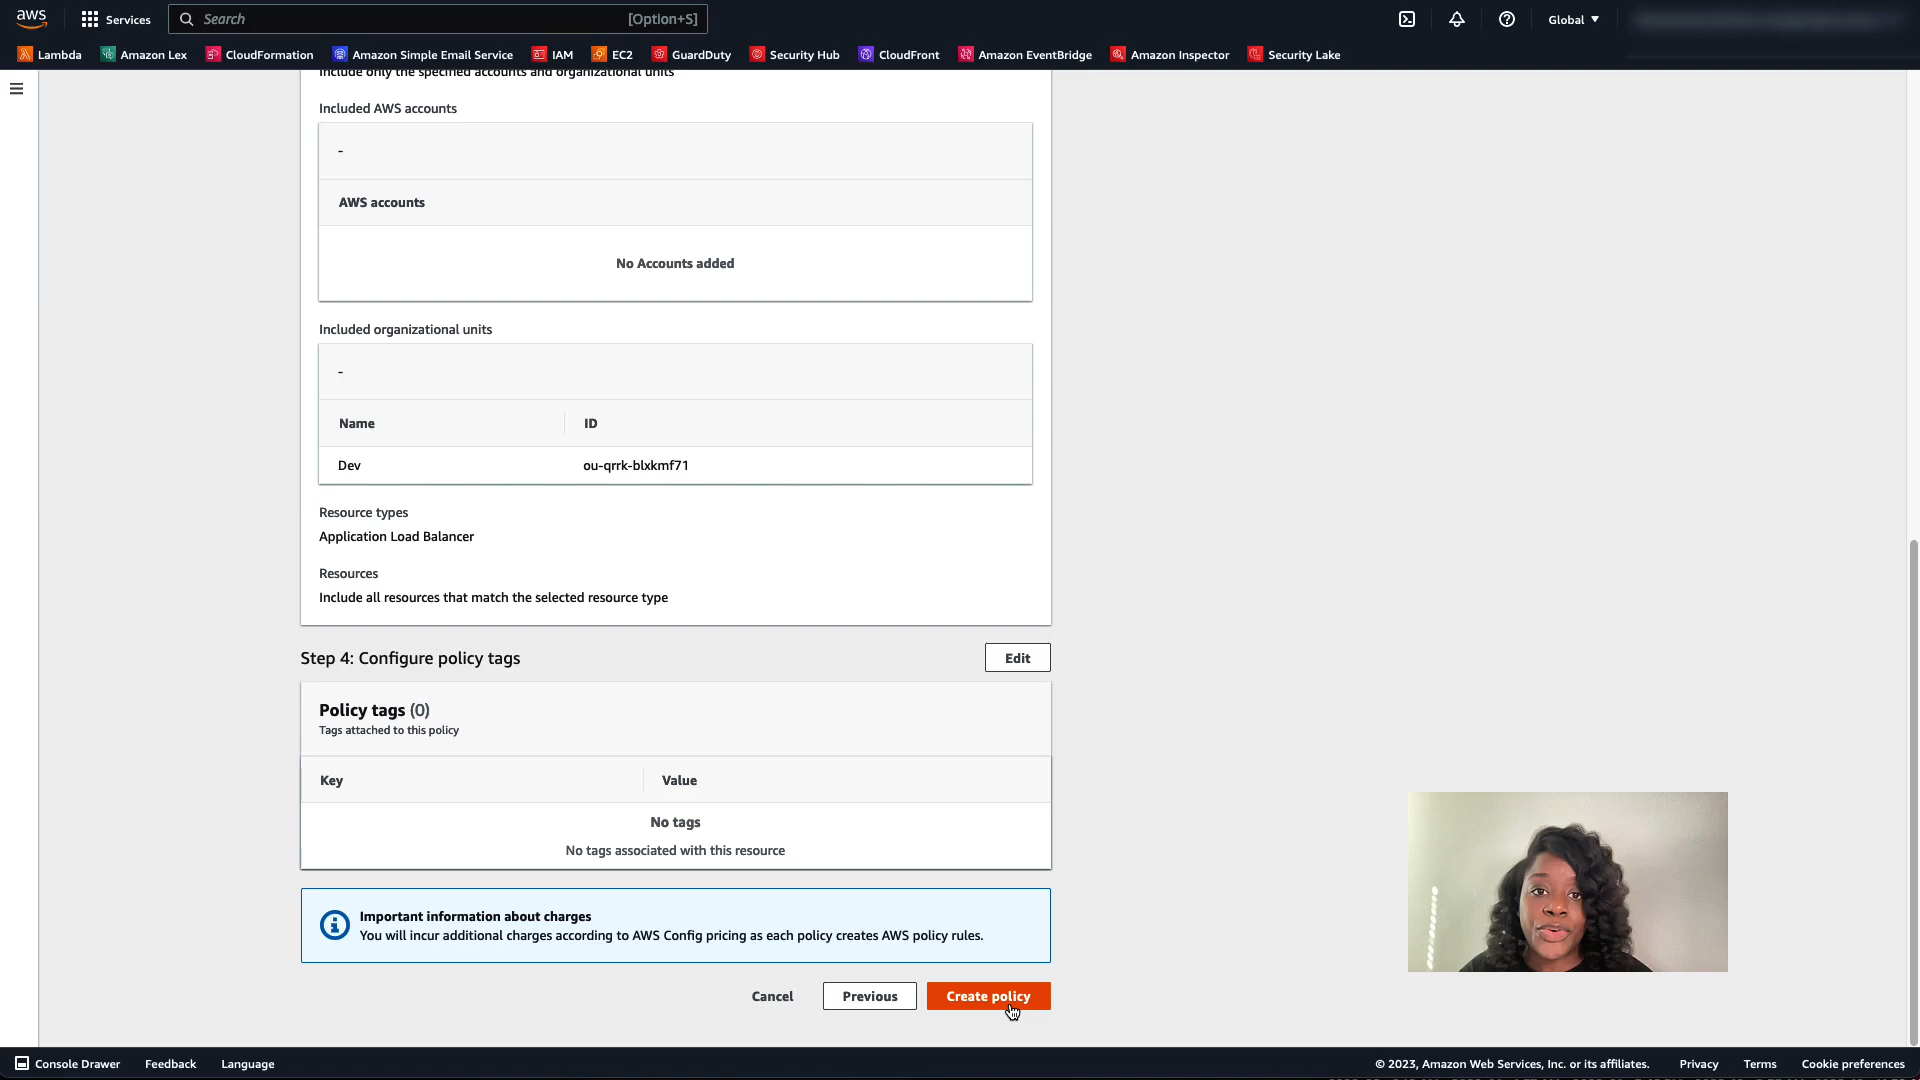 aws
Services
Search
[Option+S]
Global
Lambda
Amazon Lex
CloudFormation
Amazon Simple Email Service
IAM
EC2
GuardDuty
Security Hub
CloudFront
Amazon EventBridge
Amazon Inspector
Security Lake
Include only the specified accounts and organizational units
Included AWS accounts
-
AWS accounts
No Accounts added
Included organizational units
-
Name
ID
Dev
ou-qrrk-blxkmf71
Resource types
Application Load Balancer
Resources
Include all resources that match the selected resource type
Step 4: Configure policy tags
Edit
Policy tags (0)
Tags attached to this policy
Key
Value
No tags
No tags associated with this resource
Important information about charges
You will incur additional charges according to AWS Config pricing as each policy creates AWS policy rules.
Cancel
Previous
Create policy
Console Drawer
Feedback
Language
© 2023, Amazon Web Services, Inc. or its affiliates.
Privacy
Terms
Cookie preferences